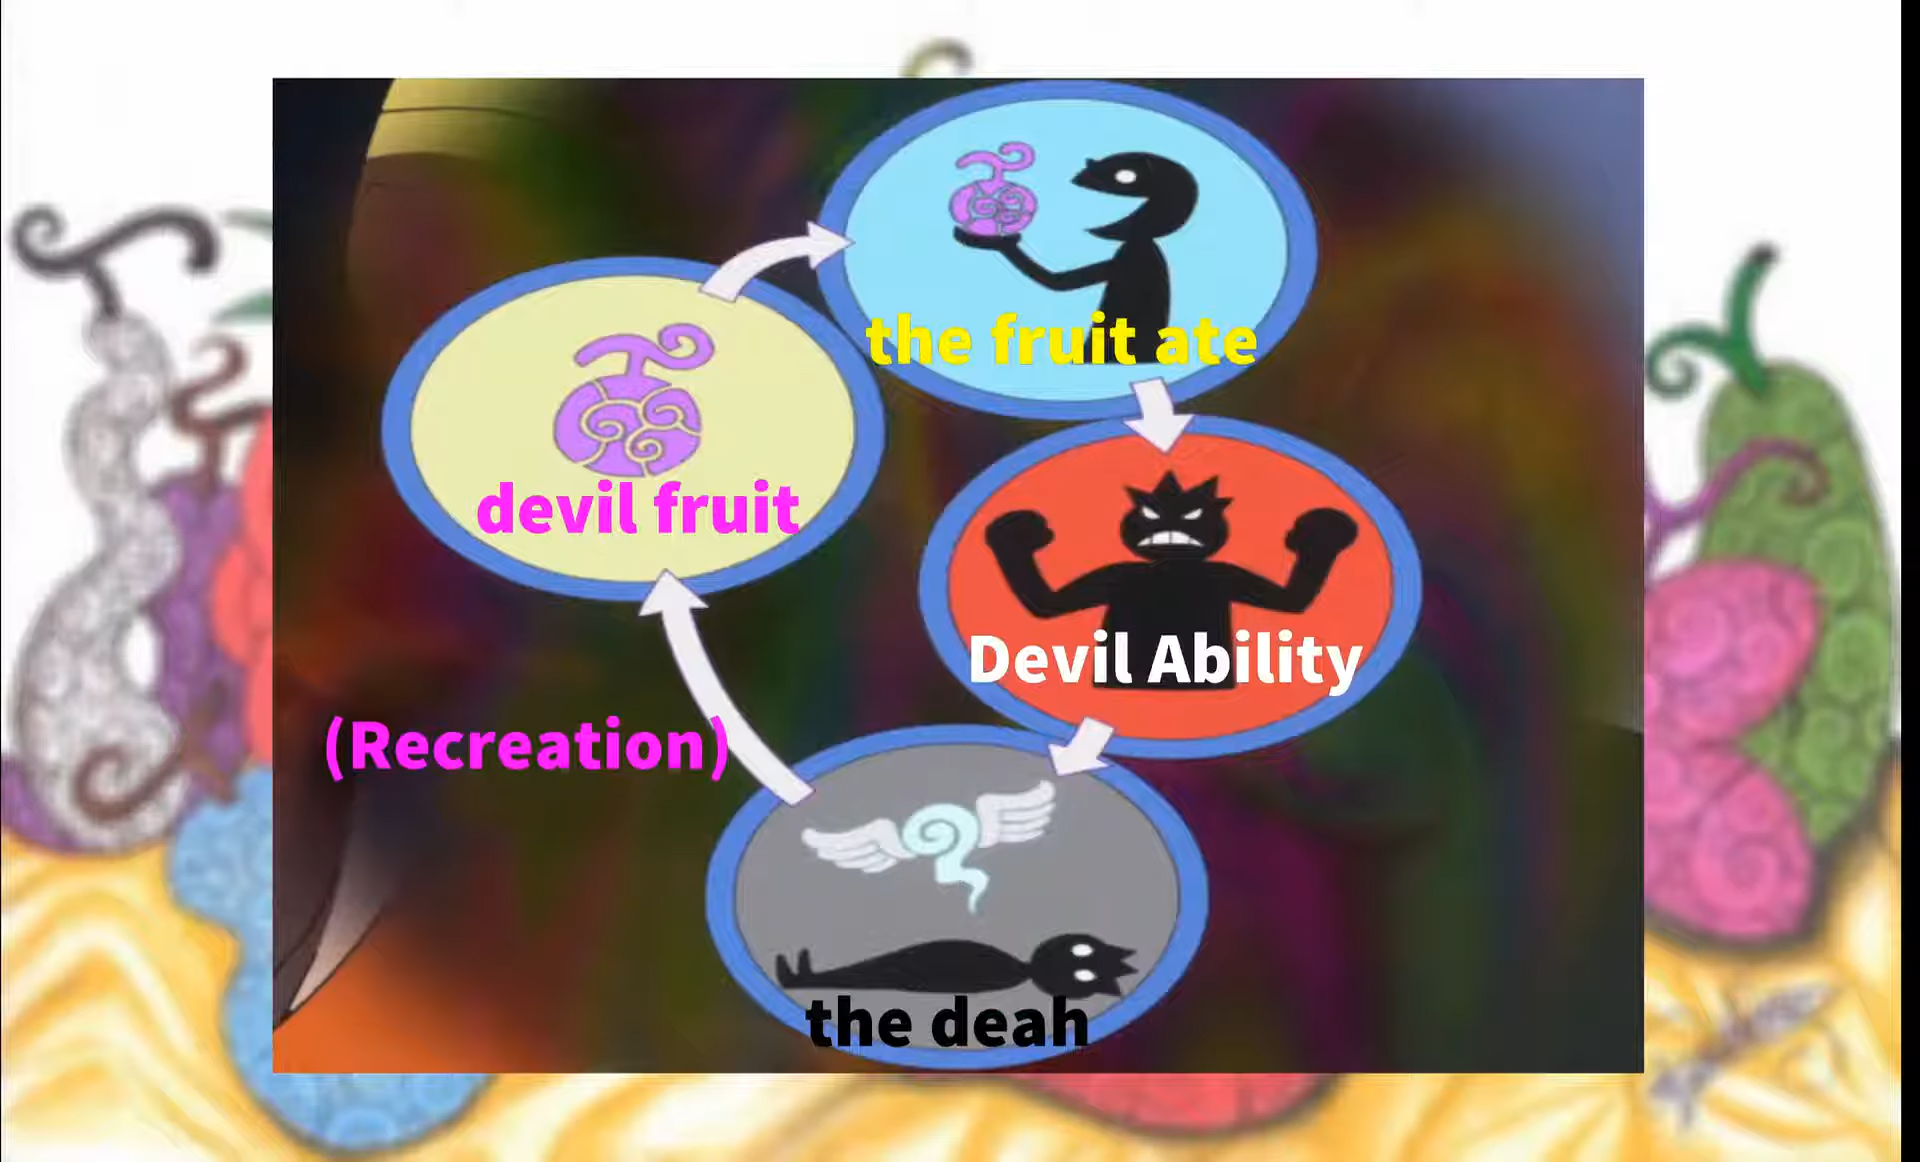 the fruit ate
devil fruit
Devil Ability
(Recreation)
the deah